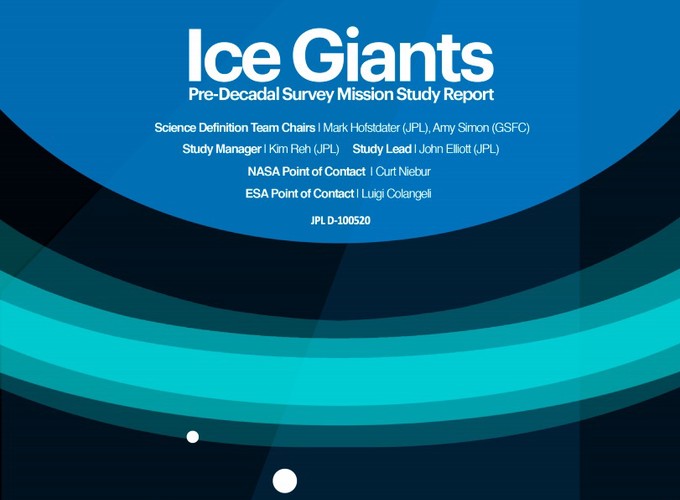 Ice Giants
Pre-Decadal Survey Mission Study Report
Science Definition Team Chairs | Mark Hofstdater (JPL), Amy Simon (GSFC)
Study Manager | Kim Reh (JPL) Study Lead | John Elliott (JPL)
NASA Point of Contact | Curt Niebur
ESA Point of Contact | Luigi Colangeli
JPL D-100520